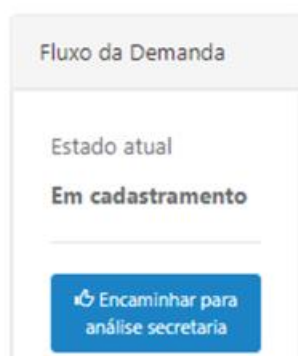 Fluxo da Demanda
Estado atual
Em cadastramento
Encaminhar para
análise secretaria